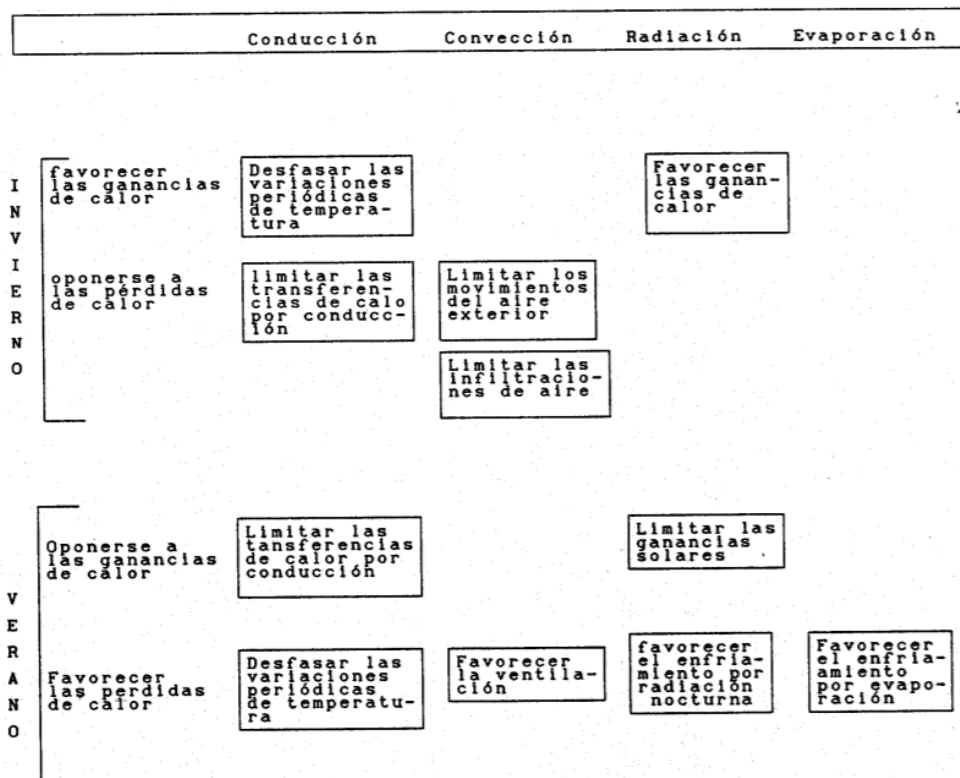 Conducción Convección Radiación Evaporación
INVIERNO
favorecer
las ganancias
de calor
Desfasar las
variaciones
periódicas
de tempera-
tura
Favorecer
las ganan-
cias de
calor
oponerse a
las pérdidas
de calor
limitar las
transferen-
cias de calo
por conducc-
ión
Limitar los
movimientos
del aire
exterior
Limitar las
infiltracio-
nes de aire
VERANO
Oponerse a
las ganancias
de calor
Limitar las
tansferencias
de calor por
conducción
Limitar las
ganancias
solares
Favorecer
las perdidas
de calor
Desfasar las
variaciones
periódicas
de temperatu-
ra
Favorecer
la ventila-
ción
favorecer
el enfria-
miento por
radiación
nocturna
Favorecer
el enfria-
amiento
por evapo-
ración